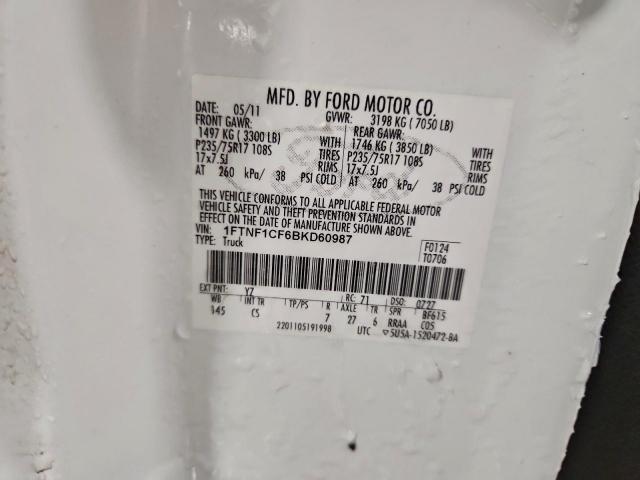 MFD. BY FORD MOTOR CO.
DATE: 05/11 GVWR: 3198 KG ( 7050 LB)
FRONT GAWR: REAR GAWR:
1497 KG ( 3300 LB) WITH 1746 KG ( 3850 LB) WITH
P235/75R17 108S TIRES P235/75R17 108S TIRES
17x7.5J RIMS 17x7.5J RIMS
AT 260 kPa/ 38 PSI COLD AT 260 kPa/ 38 PSI COLD
THIS VEHICLE CONFORMS TO ALL APPLICABLE FEDERAL MOTOR
VEHICLE SAFETY AND THEFT PREVENTION STANDARDS IN
EFFECT ON THE DATE OF MANUFACTURE SHOWN ABOVE.
VIN: 1FTNF1CF6BKD60987 F0124
TYPE: Truck T0706
EXT PNT: YZ RC: 71 DSO: 0727
WB INT TR TP/PS R AXLE TR SPR BF615
145 CS 7 27 6 RRAA C05
2201105191998 UTC ▽5U5A-1520472-BA